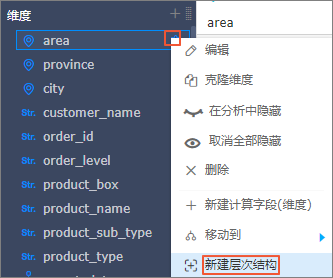 维度
area
province
city
Str. customer_name
Str. order_id
Str. order_level
Str. product_box
Str. product_name
Str. product_sub_type
Str. product_type
area
编辑
克隆维度
在分析中隐藏
取消全部隐藏
删除
新建计算字段(维度)
移动到
新建层次结构